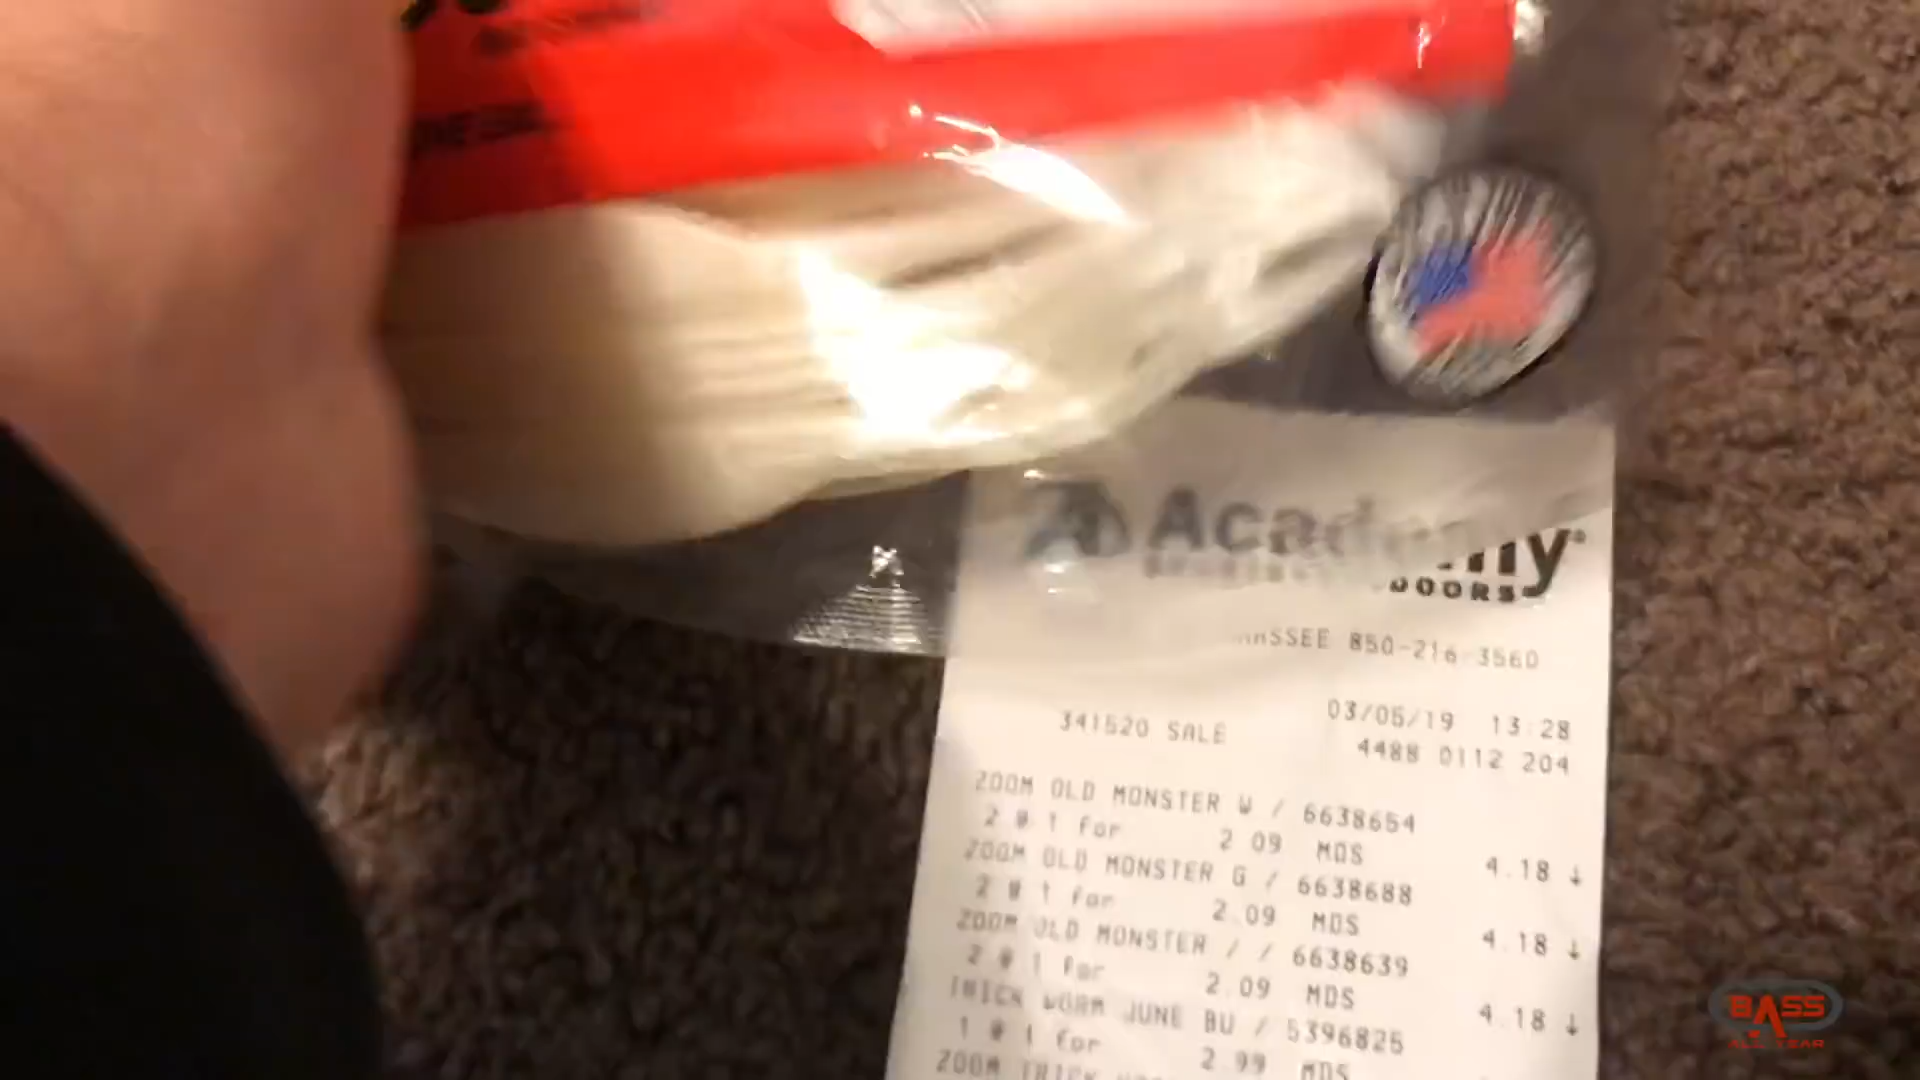 Academy
DOORS
850-216-3560
03/05/19 13:28
341520 SALE
4488 0112 204
ZOOM OLD MONSTER W / 6638654
2 @ 1 for 2.09 MDS 4.18 ↓
ZOOM OLD MONSTER G / 6638688
2 @ 1 for 2.09 MDS 4.18 ↓
ZOOM OLD MONSTER / / 6638639
2 @ 1 for 2.09 MDS 4.18 ↓
WORM JUNE BU / 5396825
1 @ 1 for 2.99 MDS
ZOOM TRICK
BASS
ALL YEAR